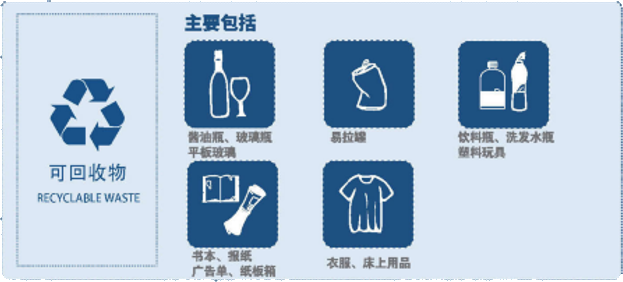 主要包括
可回收物
RECYCLABLE WASTE
酱油瓶、玻璃瓶
平板玻璃
易拉罐
饮料瓶、洗发水瓶
塑料玩具
书本、报纸
广告单、纸板箱
衣服、床上用品